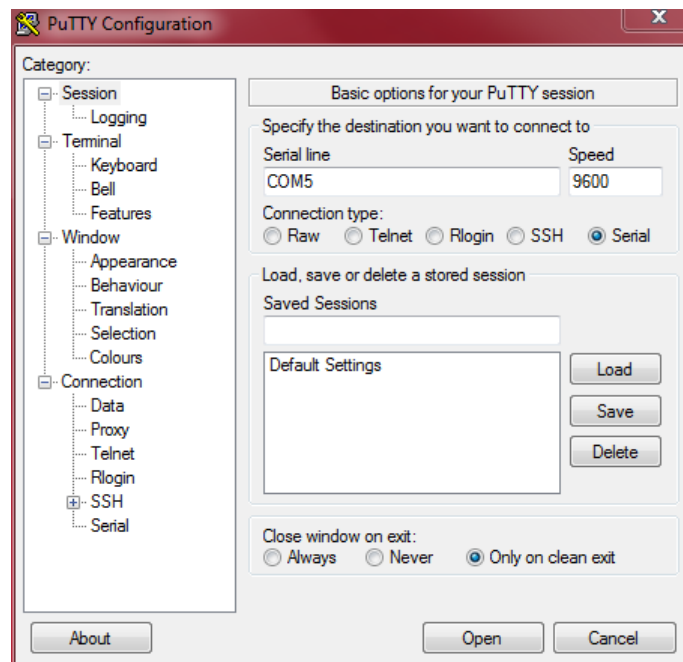 PuTTY Configuration
Category:
Session
Logging
Terminal
Keyboard
Bell
Features
Window
Appearance
Behaviour
Translation
Selection
Colours
Connection
Data
Proxy
Telnet
Rlogin
SSH
Serial
Basic options for your PuTTY session
Specify the destination you want to connect to
Serial line Speed
COM5 9600
Connection type:
Raw Telnet Rlogin SSH Serial
Load, save or delete a stored session
Saved Sessions
Default Settings
Load
Save
Delete
Close window on exit:
Always Never Only on clean exit
About Open Cancel